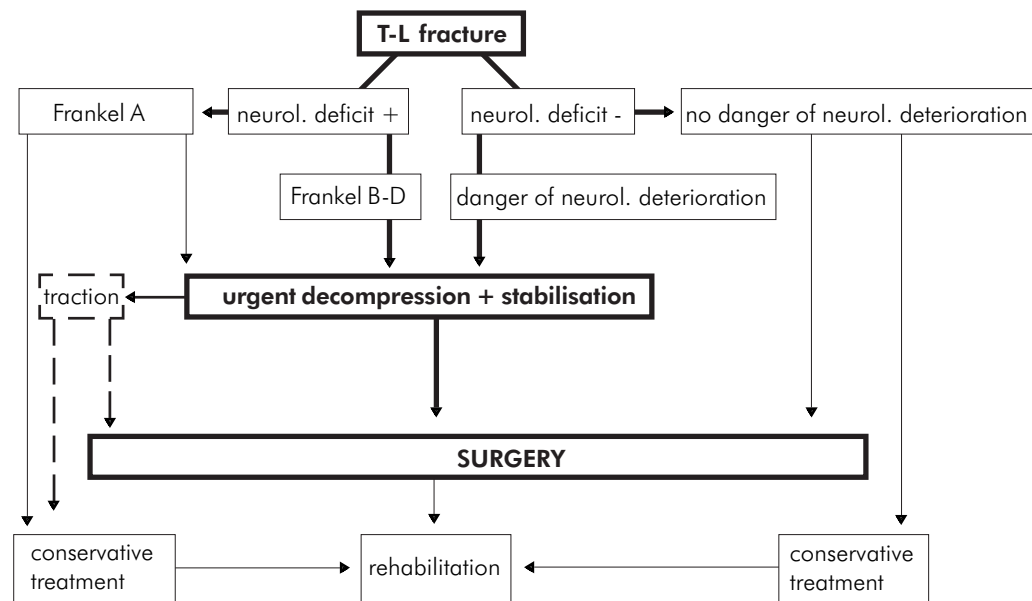 T-L fracture
Frankel A
neurol. deficit +
neurol. deficit -
no danger of neurol. deterioration
Frankel B-D
danger of neurol. deterioration
traction
urgent decompression + stabilisation
SURGERY
conservative
treatment
rehabilitation
conservative
treatment